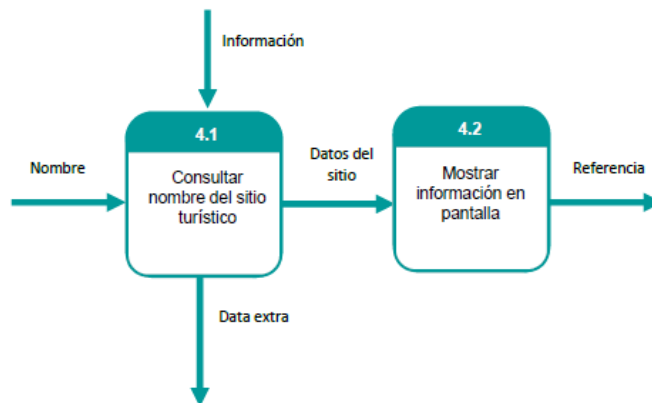 Información
4.1
Nombre
Consultar
nombre del sitio
turístico
Datos del
sitio
4.2
Mostrar
información en
pantalla
Referencia
Data extra